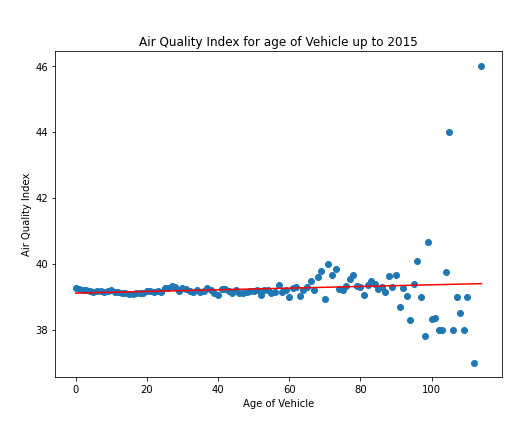 Air Quality Index for age of Vehicle up to 2015
46
44
42
40
38
Air Quality Index
0 20 40 60 80 100
Age of Vehicle